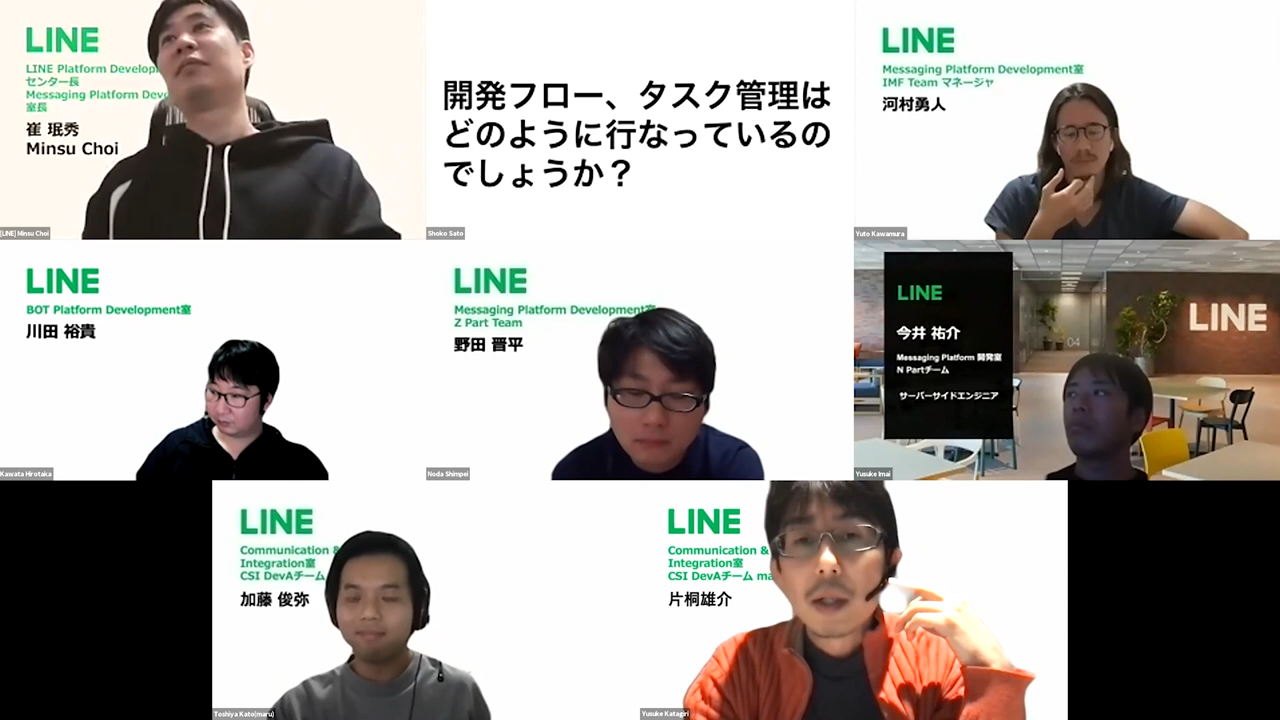 LINE
LINE Platform Develop
センター長
Messaging Platform Deve
室長
崔 珉秀
Minsu Choi
[LINE] Minsu Choi
開発フロー、タスク管理は
どのように行なっているの
でしょうか？
Shoko Sato
LINE
Messaging Platform Development室
IMF Team マネージャ
河村勇人
Yuto Kawamura
LINE
BOT Platform Development室
川田 裕貴
Kawata Hirotaka
LINE
Messaging Platform Development室
Z Part Team
野田 晋平
Noda Shimpei
LINE
今井 祐介
Messaging Platform 開発室
N Partチーム
サーバーサイドエンジニア
04
LINE
Yusuke Imai
LINE
Communication &
Integration室
CSI DevAチーム
加藤 俊弥
Toshiya Kato(maru)
LINE
Communication &
Integration室
CSI DevAチーム ma
片桐雄介
Yusuke Katagiri